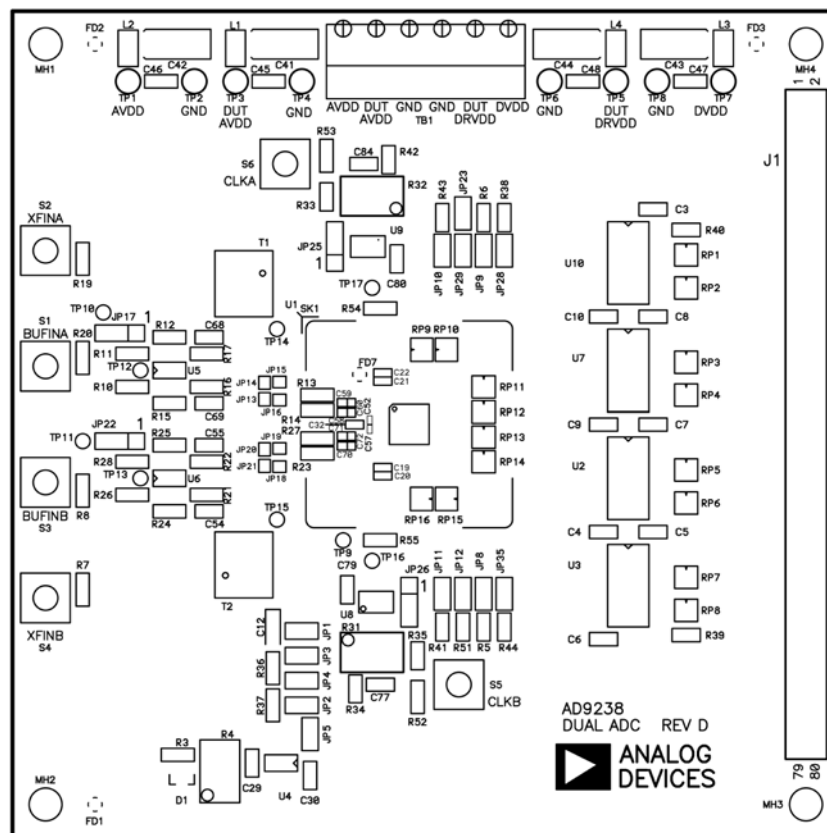 L2 FD2 L1 L4 L3 FD3
MH1 C42 C41 C44 C43 MH4
C46 C45 C48 C47
TP1 TP2 TP3 TP4 TP6 TP5 TP8 TP7
AVDD GND DUT AVDD GND GND DUT DRVDD GND DVDD
AVDD DUT AVDD GND GND DUT DRVDD DVDD
TB1
1 2
J1
R53 C84 R42
S6
CLKA
R33 R32
R43 JP23 R6 R38
C3
R40
S2
XFINA
R19
T1
JP25
1
U9
C80
TP17
JP10 JP29 JP9 JP28
U10
RP1
RP2
TP10
JP17 1
U1 SK1
R54
C10 C8
S1
BUFINA
R20
R12 C68
TP14
R11 R17
TP12
U5
R10 R16
R15 C69
RP9 RP10
FD7
C22
C21
U7
RP3
RP4
JP14 JP15
JP13 JP16
R13
C59
C52
RP11
RP12
R14
C32
R27
C57
C72
C70
RP13
RP14
C9 C7
TP11
JP22 1
R25 C55
R28 R22
TP13
U6
R26 R21
R24 C54
JP20 JP19
JP21 JP18
R23
C19
C20
U2
RP5
RP6
BUFINB
S3
R8
RP16 RP15
TP15
TP9
R55
TP16
C4 C5
R7
XFINB
S4
T2
C79
JP26
1
U8
JP11 JP12 JP8 JP35
U3
RP7
RP8
C12
JP1
R31
R35
R41 R51 R5 R44
C6
R39
JP3
R36
JP4
R37
JP2
R34 C77
R52
S5
CLKB
JP5
AD9238
DUAL ADC REV D
R3 R4
D1
C29
U4
C30
ANALOG
DEVICES
79 80
MH2
FD1
MH3